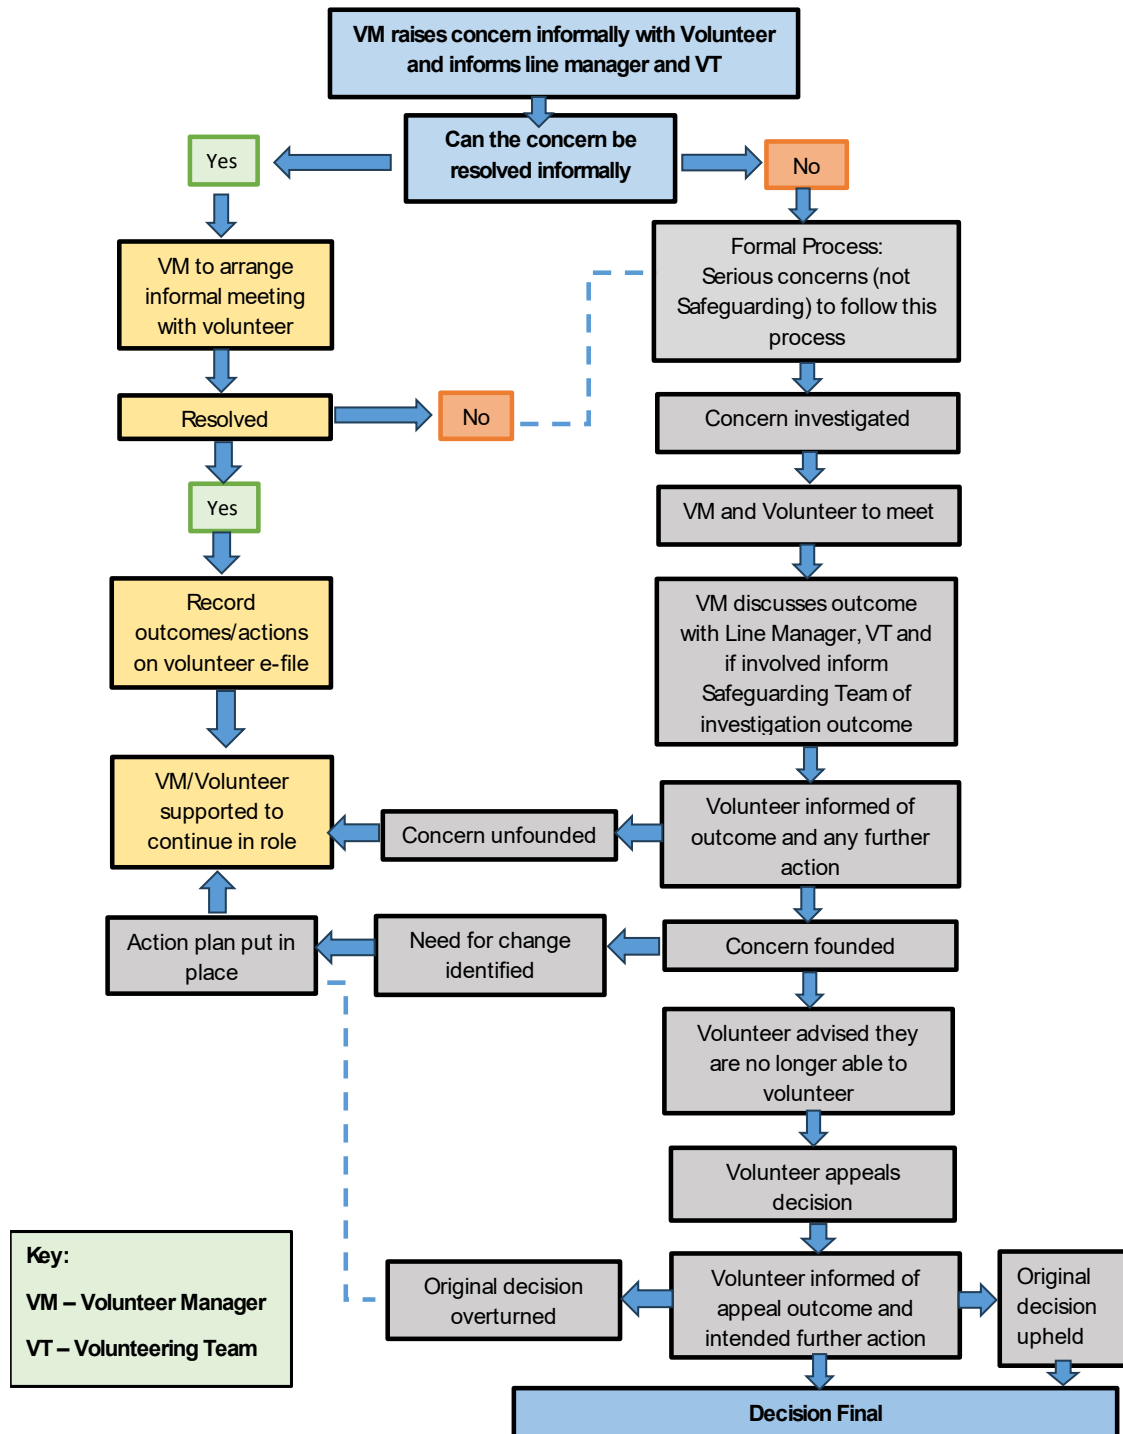 VM raises concern informally with Volunteer
and informs line manager and VT
Can the concern be
resolved informally
Yes
No
VM to arrange
informal meeting
with volunteer
Formal Process:
Serious concerns (not
Safeguarding) to follow this
process
Resolved
No
Concern investigated
Yes
VM and Volunteer to meet
Record
outcomes/actions
on volunteer e-file
VM discusses outcome
with Line Manager, VT and
if involved inform
Safeguarding Team of
investigation outcome
VM/Volunteer
supported to
continue in role
Concern unfounded
Volunteer informed of
outcome and any further
action
Action plan put in
place
Need for change
identified
Concern founded
Volunteer advised they
are no longer able to
volunteer
Volunteer appeals
decision
Key:
VM – Volunteer Manager
VT – Volunteering Team
Original decision
overturned
Volunteer informed of
appeal outcome and
intended further action
Original
decision
upheld
Decision Final